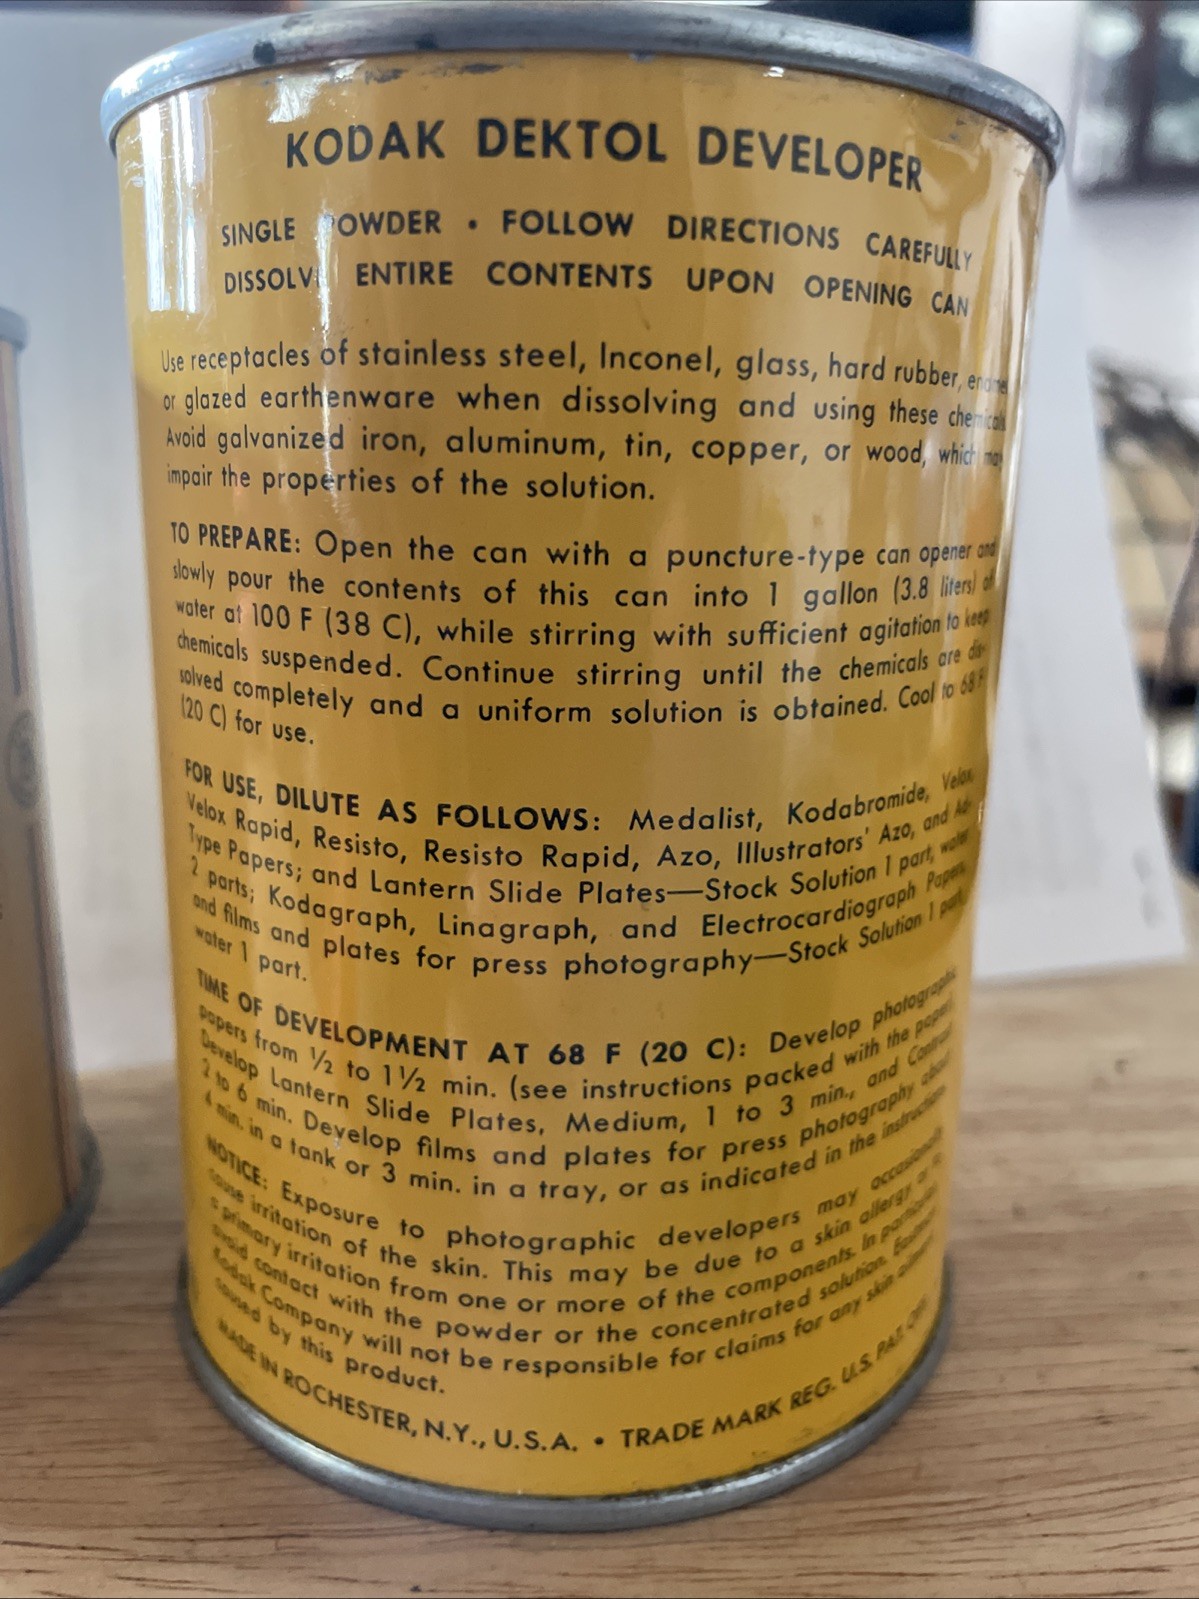 KODAK DEKTOL DEVELOPER
SINGLE POWDER • FOLLOW DIRECTIONS CAREFULLY
DISSOLVE ENTIRE CONTENTS UPON OPENING CAN
Use receptacles of stainless steel, Inconel, glass, hard rubber, enamel
or glazed earthenware when dissolving and using these chemicals.
Avoid galvanized iron, aluminum, tin, copper, or wood, which may
impair the properties of the solution.
TO PREPARE: Open the can with a puncture-type can opener and
slowly pour the contents of this can into 1 gallon (3.8 liters) of
water at 100 F (38 C), while stirring with sufficient agitation to keep
chemicals suspended. Continue stirring until the chemicals are dis-
solved completely and a uniform solution is obtained. Cool to 68 F
(20 C) for use.
FOR USE, DILUTE AS FOLLOWS: Medalist, Kodabromide, Velox,
Velox Rapid, Resisto, Resisto Rapid, Azo, Illustrators' Azo, and Ad-
Type Papers; and Lantern Slide Plates—Stock Solution 1 part, water
2 parts; Kodagraph, Linagraph, and Electrocardiograph Papers,
and films and plates for press photography—Stock Solution 1 part,
water 1 part.
TIME OF DEVELOPMENT AT 68 F (20 C): Develop photographic
papers from ½ to 1½ min. (see instructions packed with the paper).
Develop Lantern Slide Plates, Medium, 1 to 3 min., and Contrast
2 to 6 min. Develop films and plates for press photography about
4 min. in a tank or 3 min. in a tray, or as indicated in the instructions.
NOTICE: Exposure to photographic developers may occasionally
cause irritation of the skin. This may be due to a skin allergy or to
a primary irritation from one or more of the components. In particular
avoid contact with the powder or the concentrated solution. Eastman
Kodak Company will not be responsible for claims for any skin ailment
caused by this product.
MADE IN ROCHESTER, N.Y., U.S.A. • TRADE MARK REG. U.S. PAT. OFF.